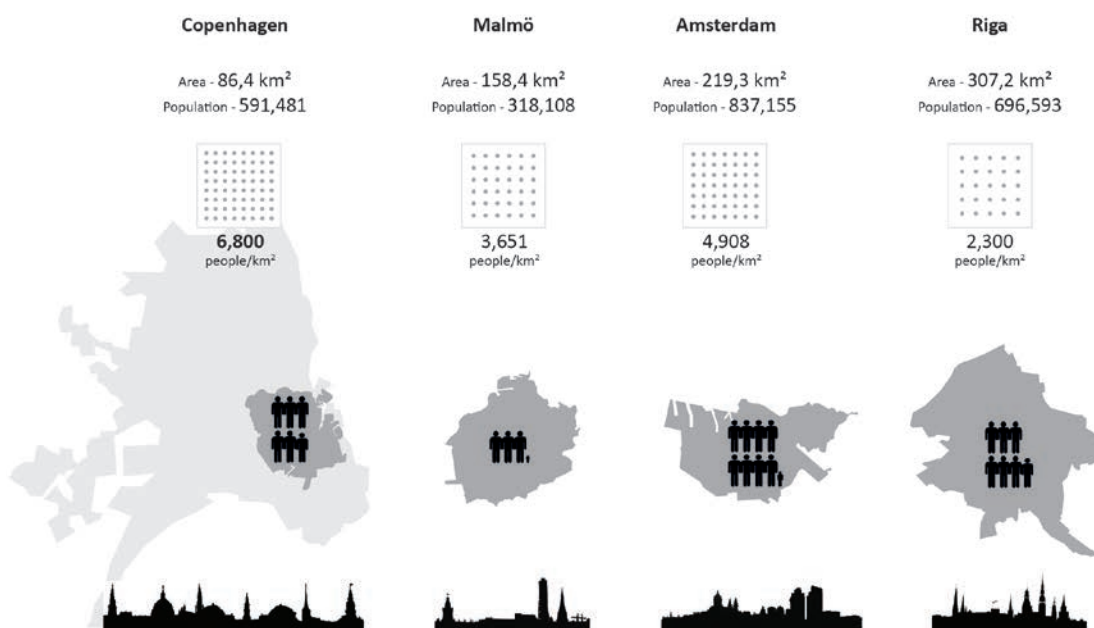 Copenhagen
Area - 86,4 km²
Population - 591,481
6,800
people/km²
Malmö
Area - 158,4 km²
Population - 318,108
3,651
people/km²
Amsterdam
Area - 219,3 km²
Population - 837,155
4,908
people/km²
Riga
Area - 307,2 km²
Population - 696,593
2,300
people/km²